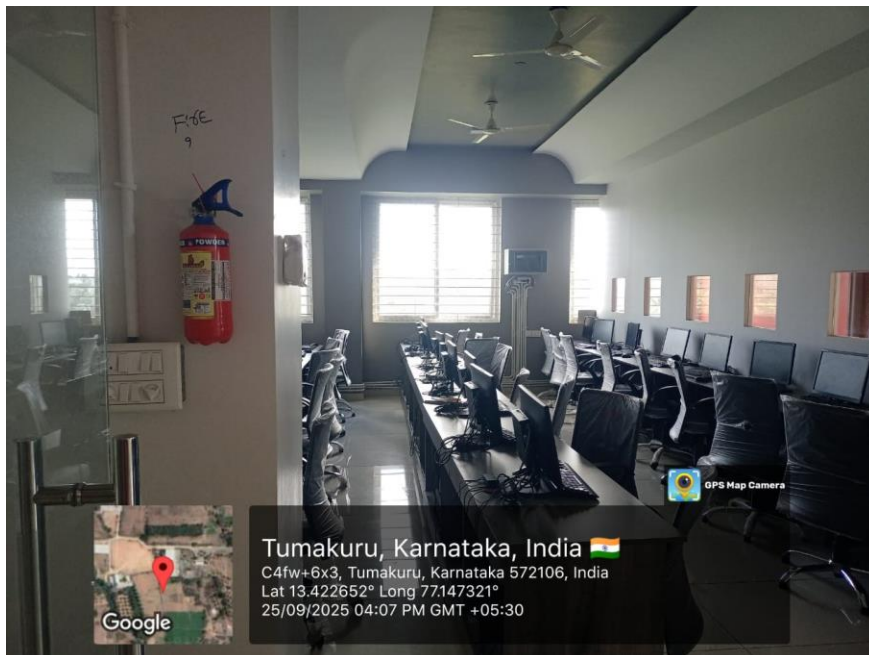 FirE
9
POWDER
GPS Map Camera
Tumakuru, Karnataka, India
C4fw+6x3, Tumakuru, Karnataka 572106, India
Lat 13.422652° Long 77.147321°
25/09/2025 04:07 PM GMT +05:30
Google